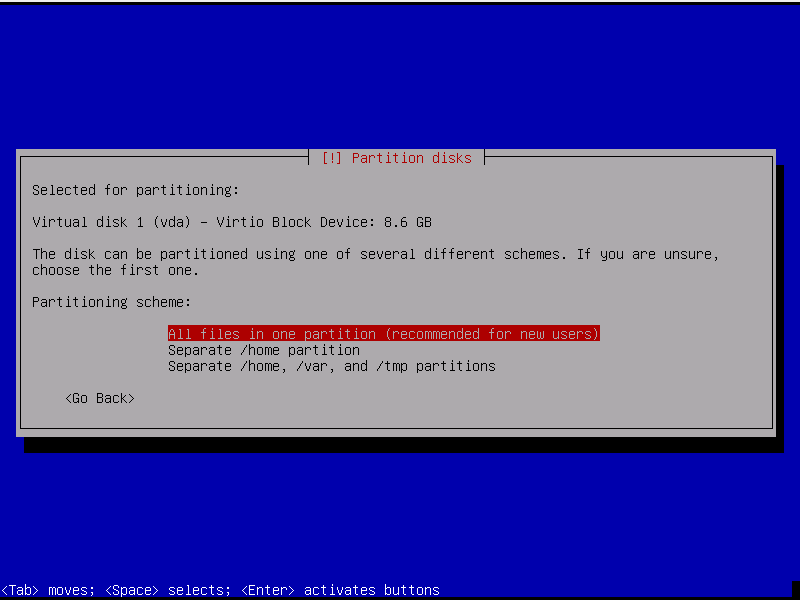 [!] Partition disks
Selected for partitioning:
Virtual disk 1 (vda) - Virtio Block Device: 8.6 GB
The disk can be partitioned using one of several different schemes. If you are unsure,
choose the first one.
Partitioning scheme:
All files in one partition (recommended for new users)
Separate /home partition
Separate /home, /var, and /tmp partitions
<Go Back>
<Tab> moves; <Space> selects; <Enter> activates buttons